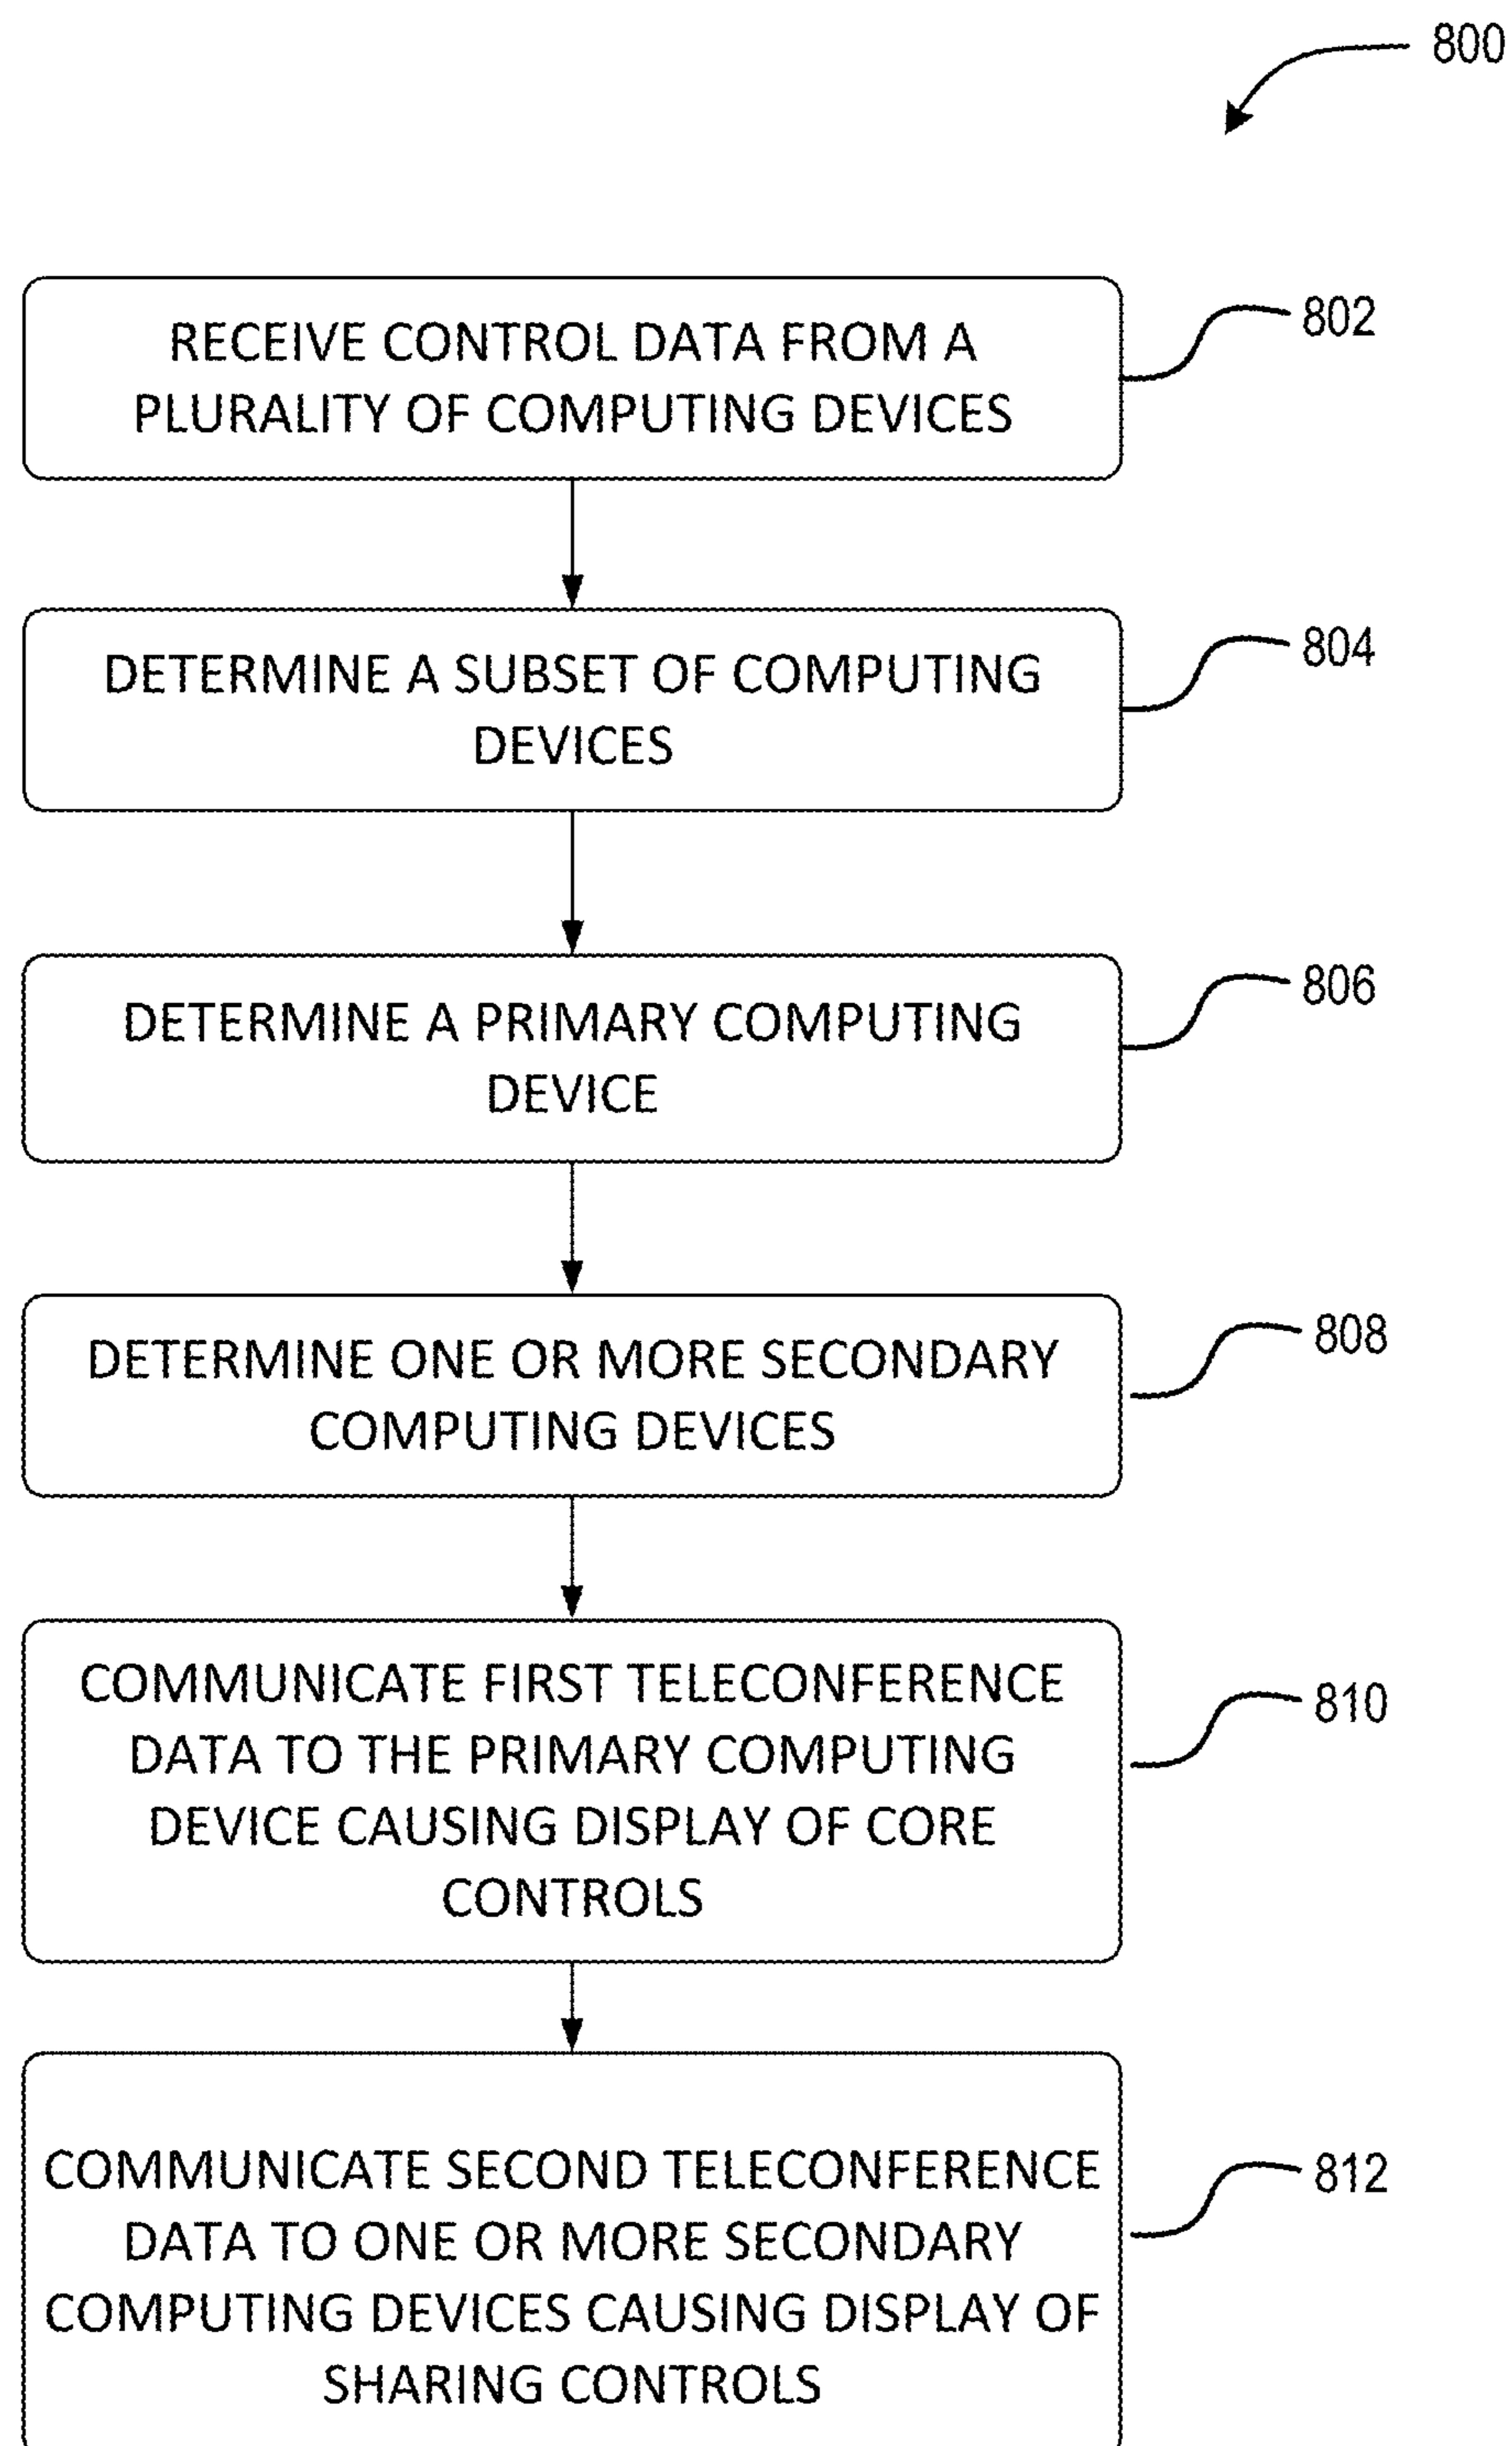 800
RECEIVE CONTROL DATA FROM A
PLURALITY OF COMPUTING DEVICES
802
DETERMINE A SUBSET OF COMPUTING
DEVICES
804
DETERMINE A PRIMARY COMPUTING
DEVICE
806
DETERMINE ONE OR MORE SECONDARY
COMPUTING DEVICES
808
COMMUNICATE FIRST TELECONFERENCE
DATA TO THE PRIMARY COMPUTING
DEVICE CAUSING DISPLAY OF CORE
CONTROLS
810
COMMUNICATE SECOND TELECONFERENCE
DATA TO ONE OR MORE SECONDARY
COMPUTING DEVICES CAUSING DISPLAY OF
SHARING CONTROLS
812